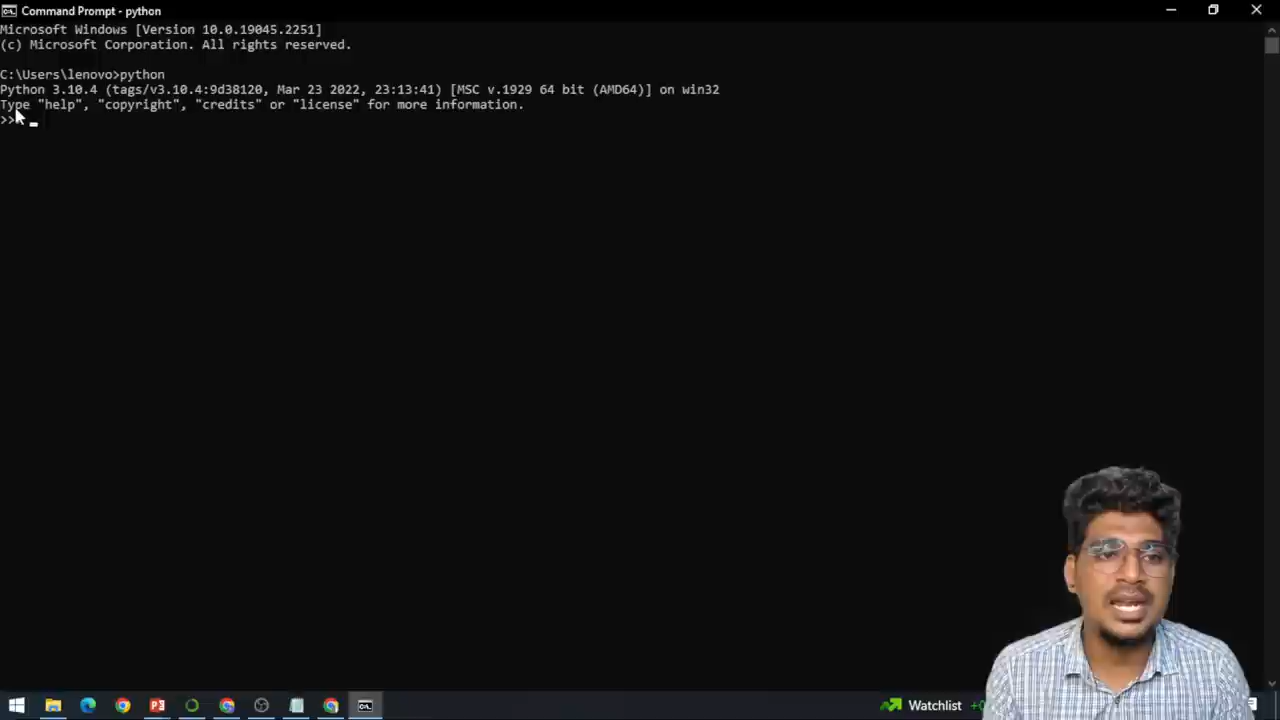 Command Prompt - python
Microsoft Windows [Version 10.0.19045.2251]
(c) Microsoft Corporation. All rights reserved.
C:\Users\lenovo>python
Python 3.10.4 (tags/v3.10.4:9d38120, Mar 23 2022, 23:13:41) [MSC v.1929 64 bit (AMD64)] on win32
Type "help", "copyright", "credits" or "license" for more information.
>>>
Watchlist